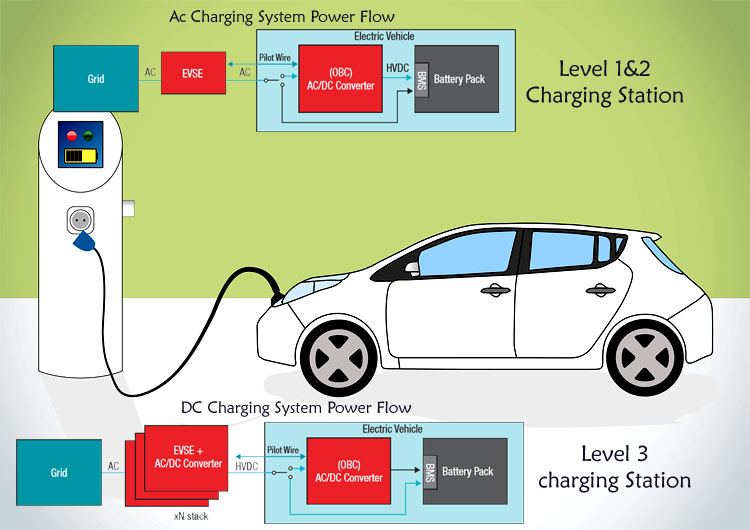 Ac Charging System Power Flow
Electric Vehicle
Grid
AC
EVSE
AC
Pilot Wire
(OBC)
AC/DC Converter
HVDC
BMS
Battery Pack
Level 1&2
Charging Station
DC Charging System Power Flow
Electric Vehicle
Grid
AC
EVSE +
AC/DC Converter
xN stack
HVDC
Pilot Wire
(OBC)
AC/DC Converter
BMS
Battery Pack
Level 3
charging Station